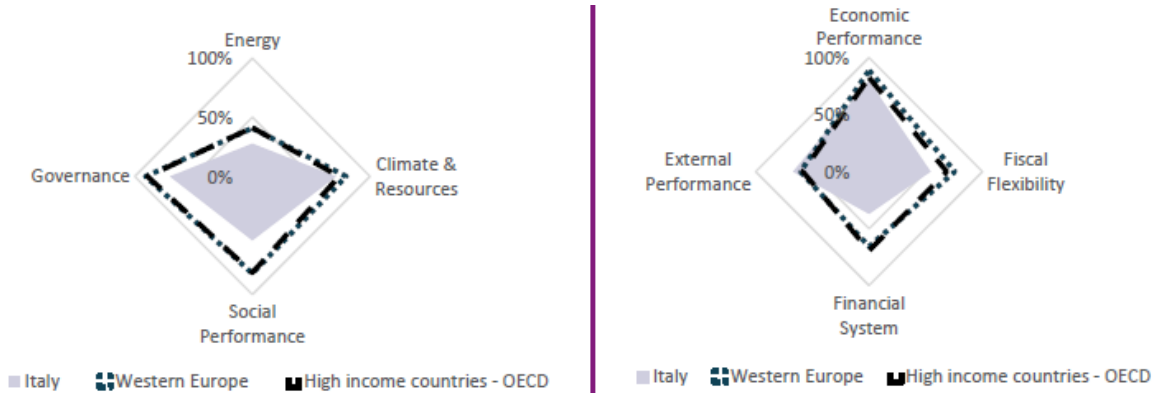 Energy
100%
50%
Governance
0%
Climate &
Resources
Social
Performance
Italy
Western Europe
High income countries - OECD
Economic
Performance
100%
50%
External
Performance
0%
Fiscal
Flexibility
Financial
System
Italy
Western Europe
High income countries - OECD